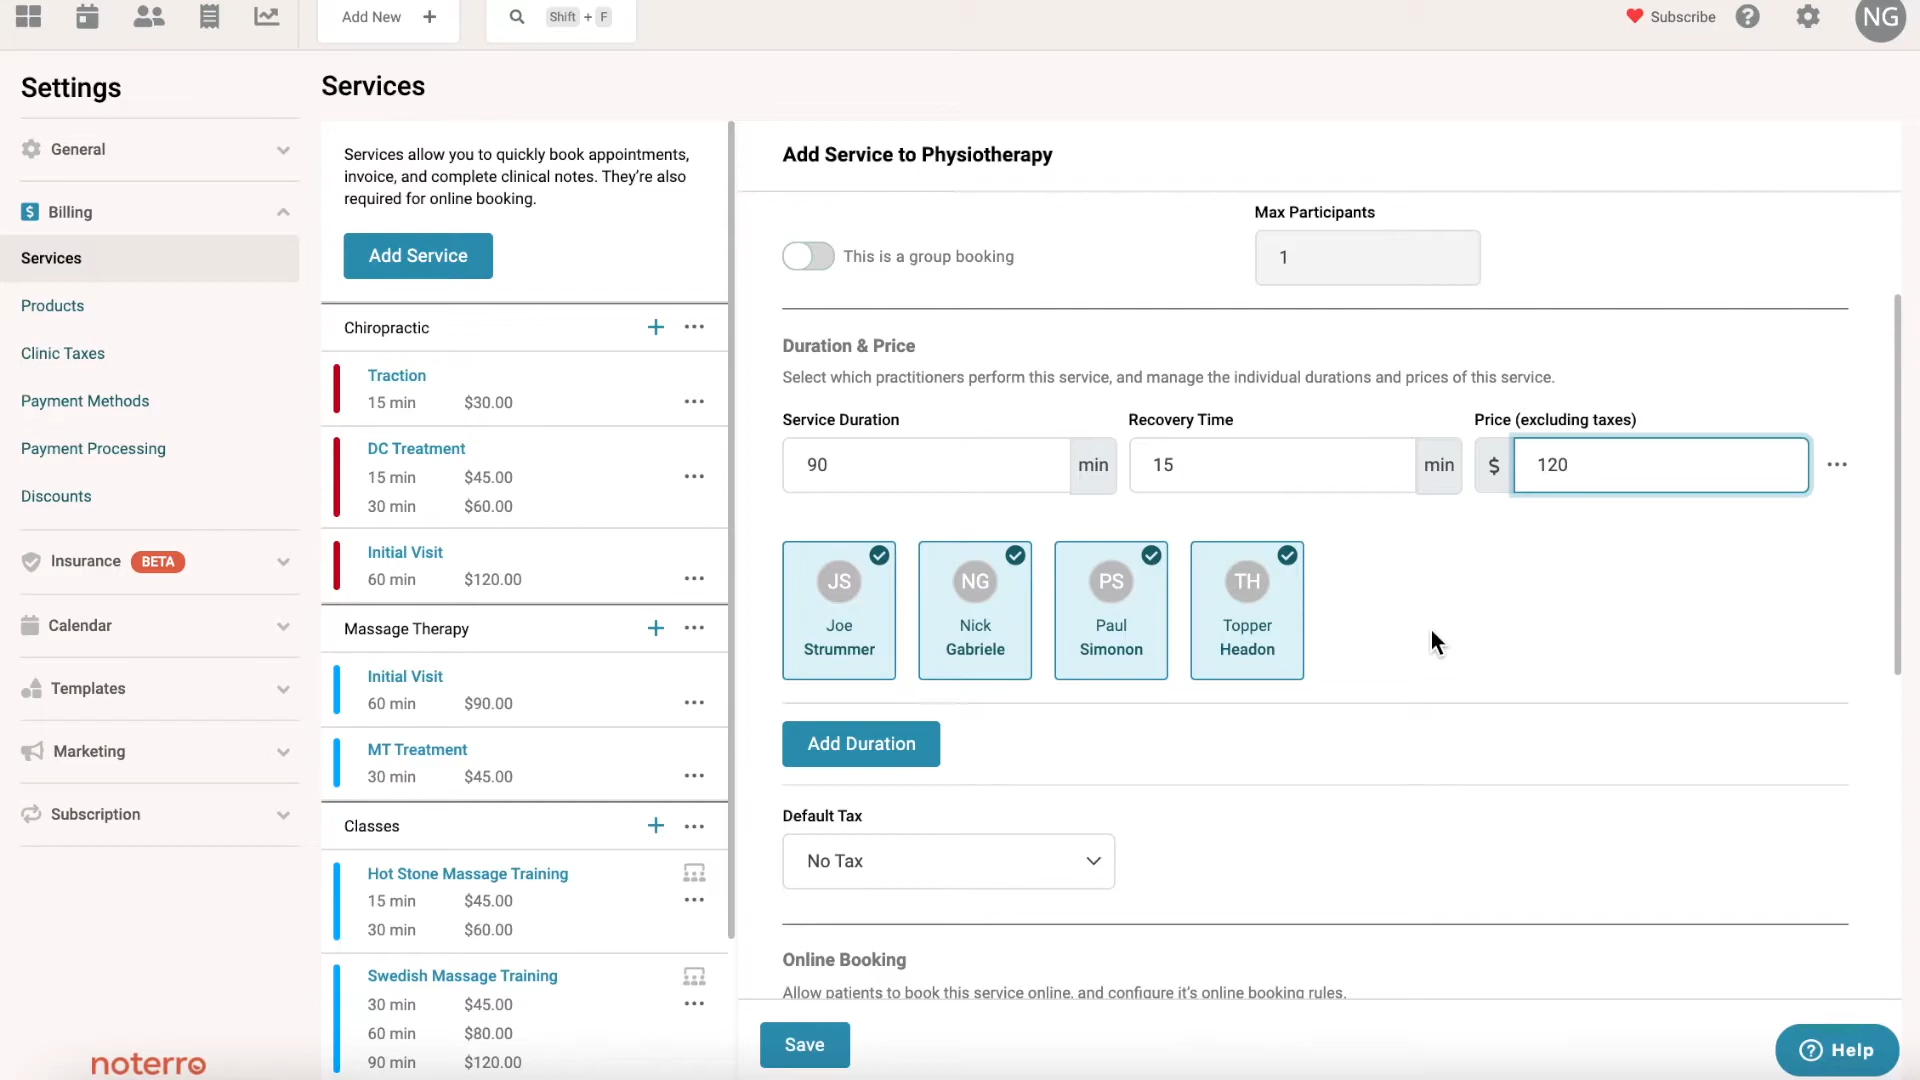 Add New +
Shift + F
Subscribe
NG
Settings
General
Billing
Services
Products
Clinic Taxes
Payment Methods
Payment Processing
Discounts
Insurance BETA
Calendar
Templates
Marketing
Subscription
noterro
Services
Services allow you to quickly book appointments,
invoice, and complete clinical notes. They're also
required for online booking.
Add Service
Chiropractic
Traction
15 min $30.00
DC Treatment
15 min $45.00
30 min $60.00
Initial Visit
60 min $120.00
Massage Therapy
Initial Visit
60 min $90.00
MT Treatment
30 min $45.00
Classes
Hot Stone Massage Training
15 min $45.00
30 min $60.00
Swedish Massage Training
30 min $45.00
60 min $80.00
90 min $120.00
Add Service to Physiotherapy
Max Participants
This is a group booking
1
Duration & Price
Select which practitioners perform this service, and manage the individual durations and prices of this service.
Service Duration Recovery Time Price (excluding taxes)
90 min 15 min $ 120
JS NG PS TH
Joe Nick Paul Topper
Strummer Gabriele Simonon Headon
Add Duration
Default Tax
No Tax
Online Booking
Allow patients to book this service online, and configure it's online booking rules.
Save
? Help